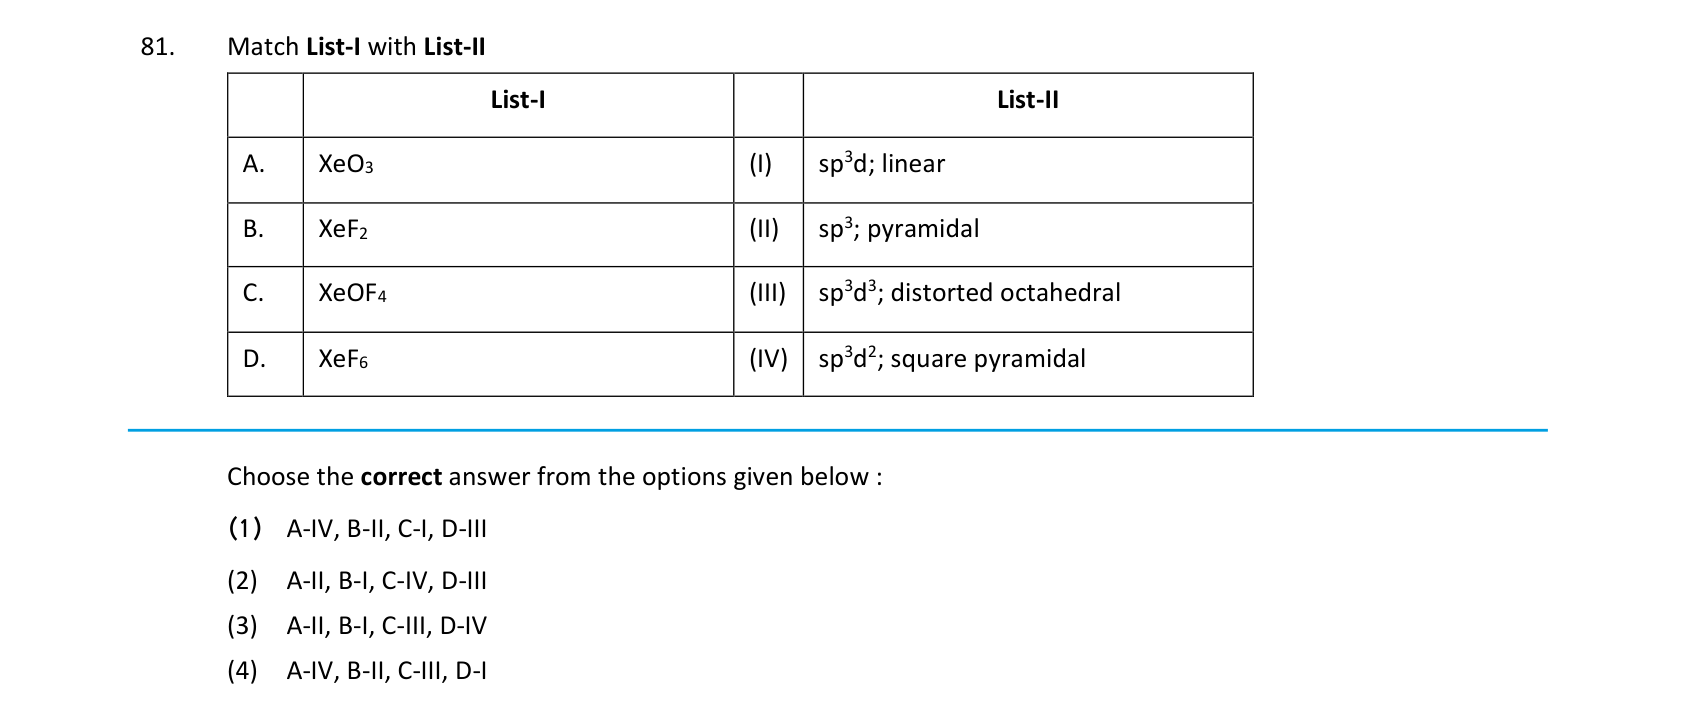 81. Match List-I with List-II
List-I List-II
A. XeO₃ (I) sp³d; linear
B. XeF₂ (II) sp³; pyramidal
C. XeOF₄ (III) sp³d³; distorted octahedral
D. XeF₆ (IV) sp³d²; square pyramidal
Choose the correct answer from the options given below :
(1) A-IV, B-II, C-I, D-III
(2) A-II, B-I, C-IV, D-III
(3) A-II, B-I, C-III, D-IV
(4) A-IV, B-II, C-III, D-I